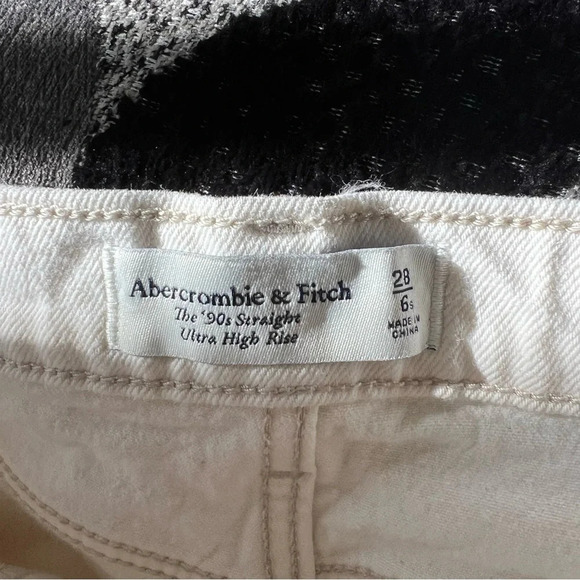 Abercrombie & Fitch
The '90s Straight
Ultra High Rise
28
6s
MADE IN
CHINA